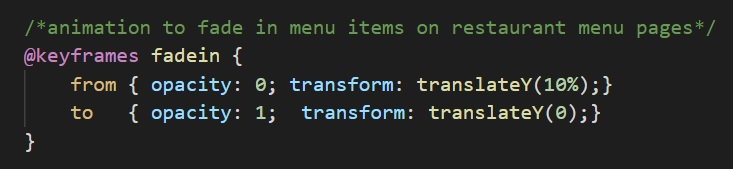 /*animation to fade in menu items on restaurant menu pages*/
@keyframes fadein {
    from { opacity: 0; transform: translateY(10%);}
    to   { opacity: 1;  transform: translateY(0);}
}